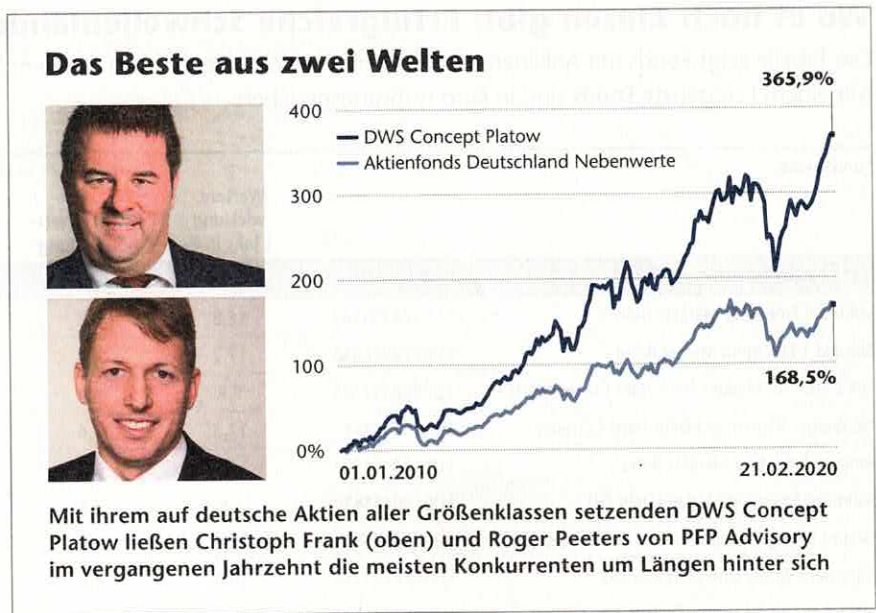 Das Beste aus zwei Welten
365,9%
400
DWS Concept Platow
Aktienfonds Deutschland Nebenwerte
300
200
100
168,5%
0%
01.01.2010
21.02.2020
Mit ihrem auf deutsche Aktien aller Größenklassen setzenden DWS Concept
Platow ließen Christoph Frank (oben) und Roger Peeters von PFP Advisory
im vergangenen Jahrzehnt die meisten Konkurrenten um Längen hinter sich